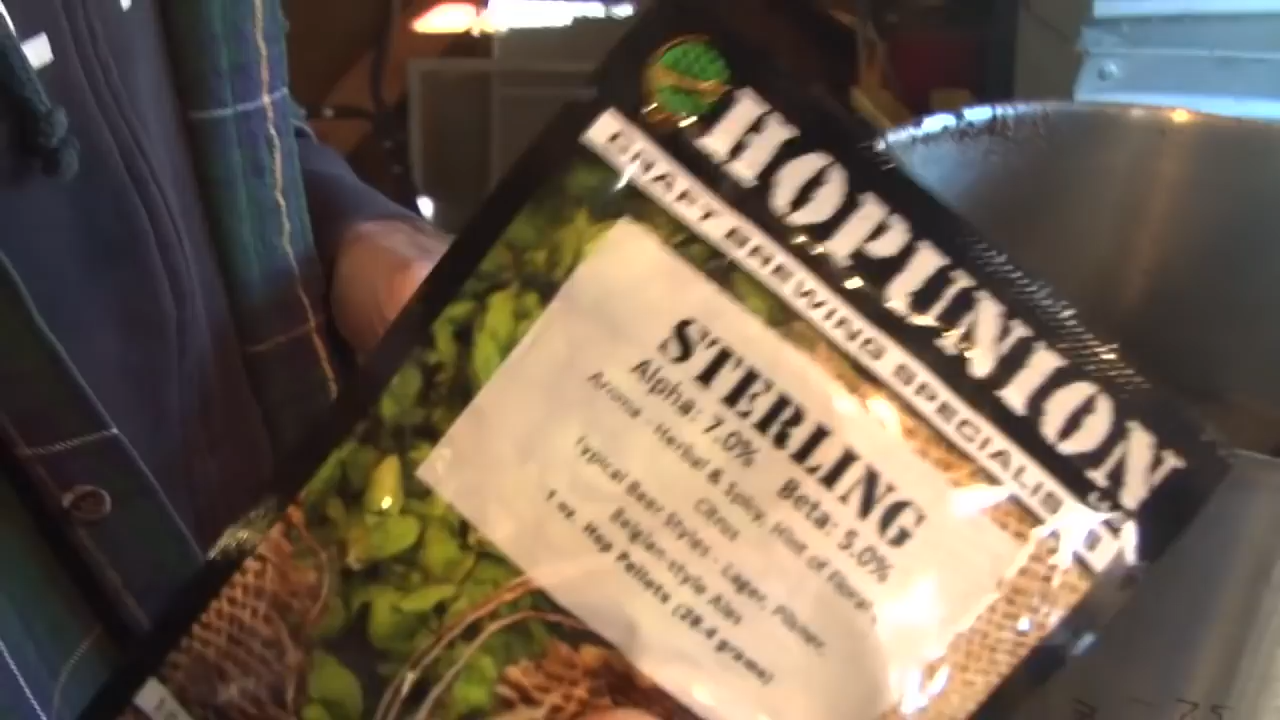 HOPUNION
CRAFT BREWING SPECIALIS
STERLING
Alpha: 7.0% Beta: 5.0%
Aroma - Herbal & Spicy, Hint of Floral
Citrus
Typical Beer Styles - Lager, Pilsner,
Belgian-style Ales
1 oz. Hop Pellets (28.4 grams)